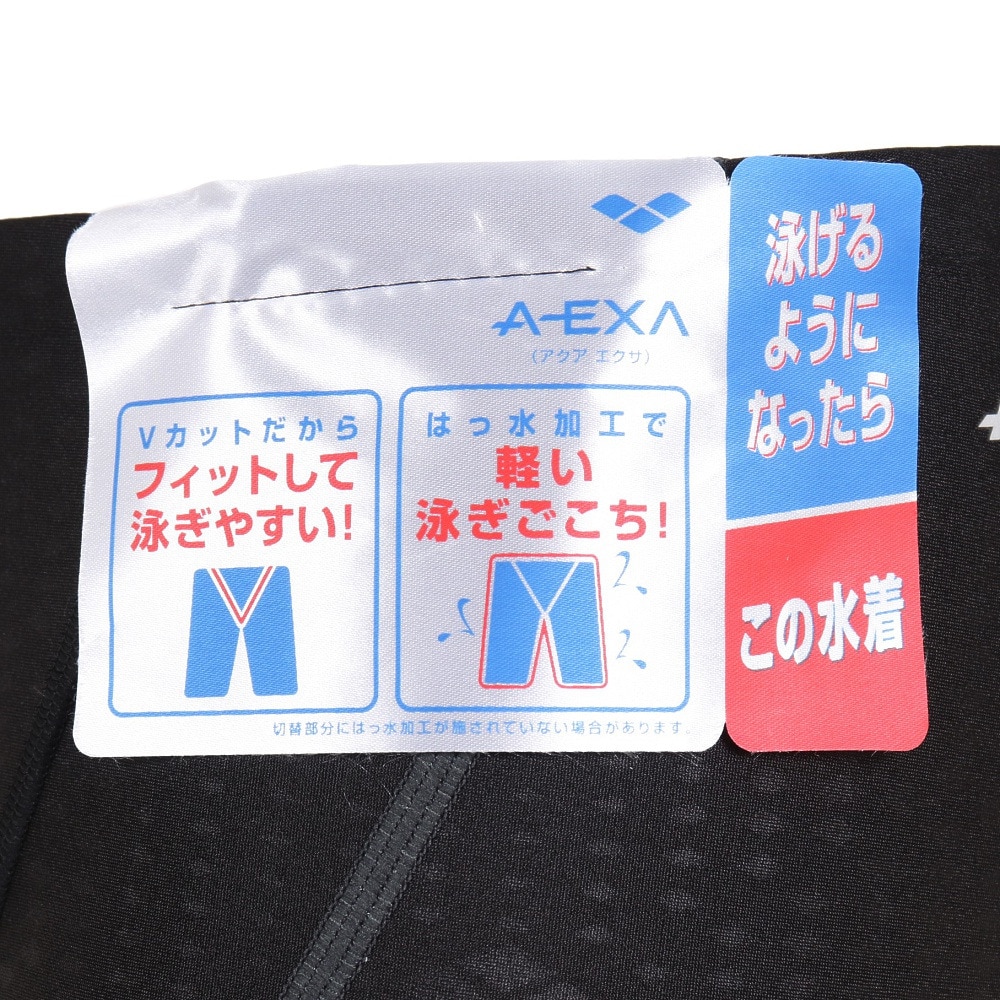 A-EXA
(アクア エクサ)
Vカットだから
フィットして
泳ぎやすい!
はっ水加工で
軽い
泳ぎごこち!
切替部分にはっ水加工が施されていない場合があります。
泳げる
ように
なったら
この水着